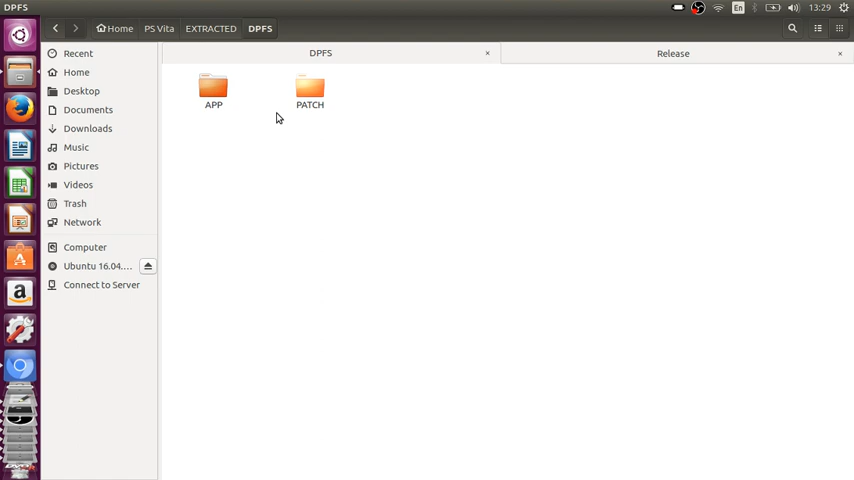 DPFS
En
13:29
Home
PS Vita
EXTRACTED
DPFS
Recent
Home
Desktop
Documents
Downloads
Music
Pictures
Videos
Trash
Network
Computer
Ubuntu 16.04....
Connect to Server
DPFS
Release
APP
PATCH